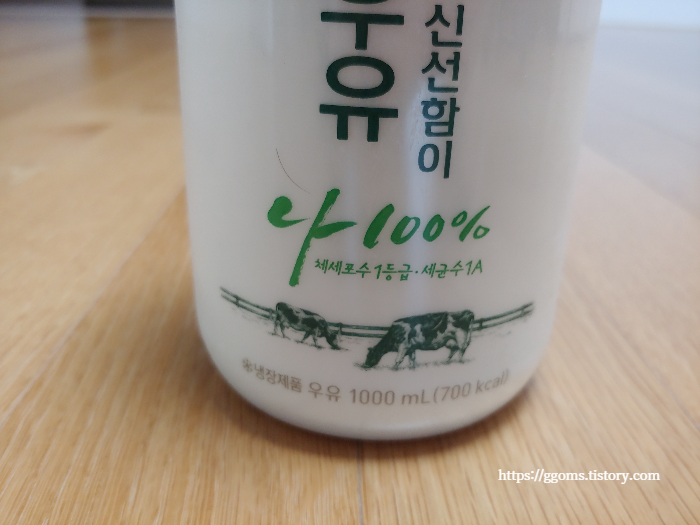 우유
신선함이
나100%
체세포수1등급·세균수1A
※냉장제품 우유 1000 mL(700 kcal)
https://ggoms.tistory.com